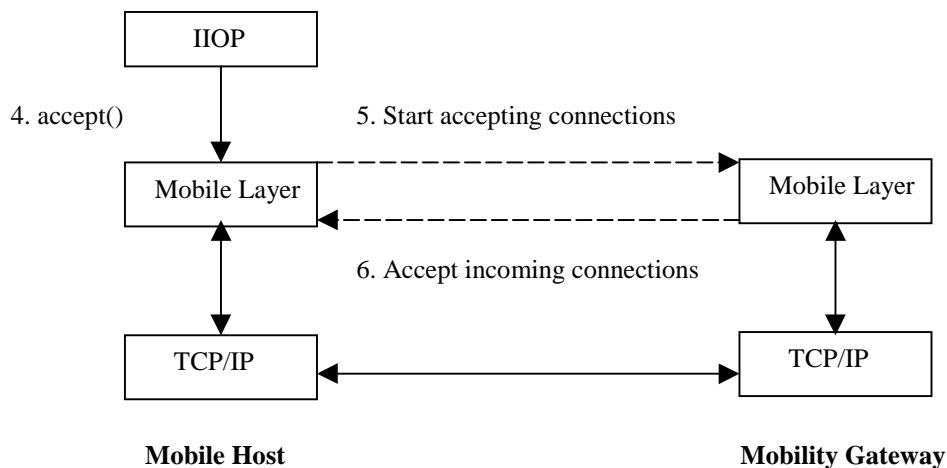 IIOP
4. accept()
5. Start accepting connections
Mobile Layer
Mobile Layer
6. Accept incoming connections
TCP/IP
TCP/IP
Mobile Host
Mobility Gateway